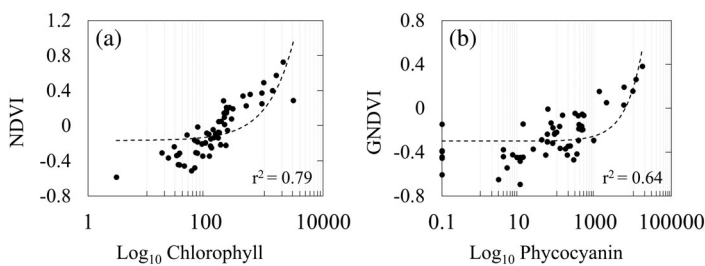 (a)
1.2
0.8
0.4
0
-0.4
-0.8
NDVI
r² = 0.79
1 100 10000
Log₁₀ Chlorophyll
(b)
0.8
0.4
0
-0.4
-0.8
GNDVI
r² = 0.64
0.1 10 1000 100000
Log₁₀ Phycocyanin